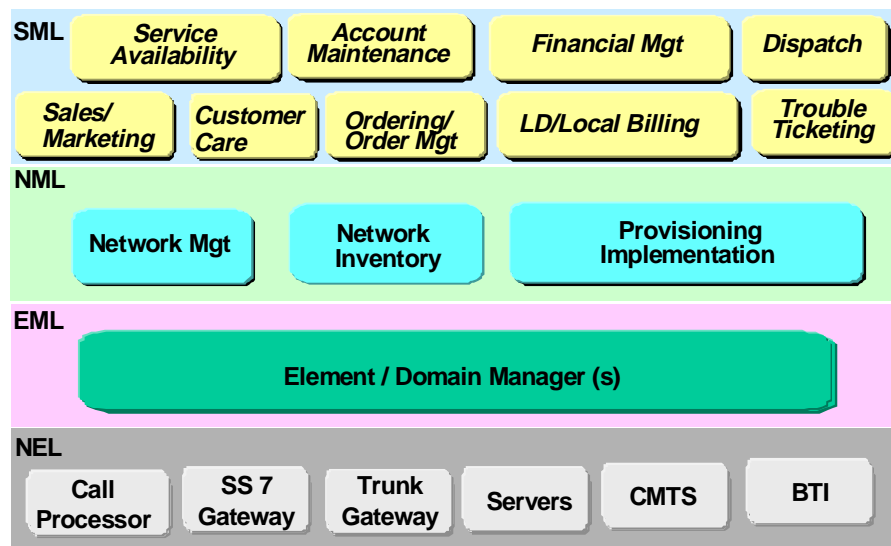 SML
Service
Availability
Account
Maintenance
Financial Mgt
Dispatch
Sales/
Marketing
Customer
Care
Ordering/
Order Mgt
LD/Local Billing
Trouble
Ticketing
NML
Network Mgt
Network
Inventory
Provisioning
Implementation
EML
Element / Domain Manager (s)
NEL
Call
Processor
SS 7
Gateway
Trunk
Gateway
Servers
CMTS
BTI